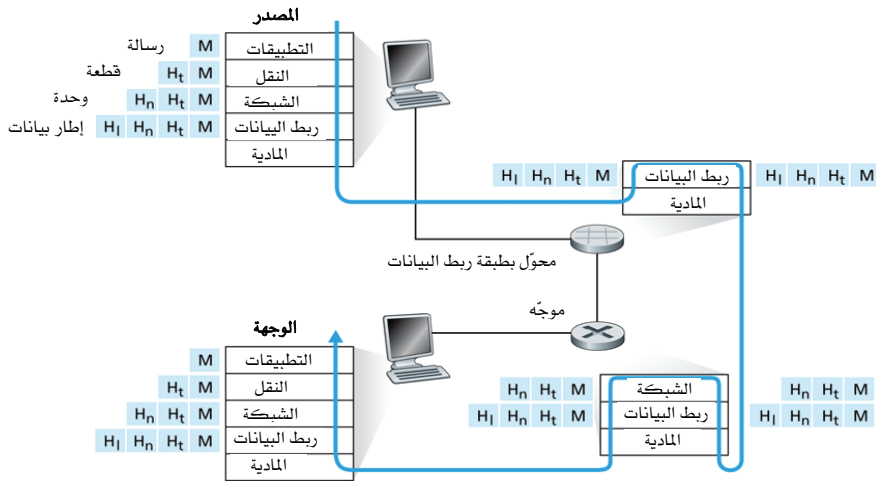 المصدر
رسالة M التطبيقات
قطعة Ht M النقل
وحدة Hn Ht M الشبكة
إطار بيانات Hl Hn Ht M ربط البيانات
المادية
Hl Hn Ht M ربط البيانات Hl Hn Ht M
المادية
محوّل بطبقة ربط البيانات
موجّه
الوجهة
M التطبيقات
Ht M النقل
Hn Ht M الشبكة
Hl Hn Ht M ربط البيانات
المادية
Hn Ht M الشبكة Hn Ht M
Hl Hn Ht M ربط البيانات Hl Hn Ht M
المادية